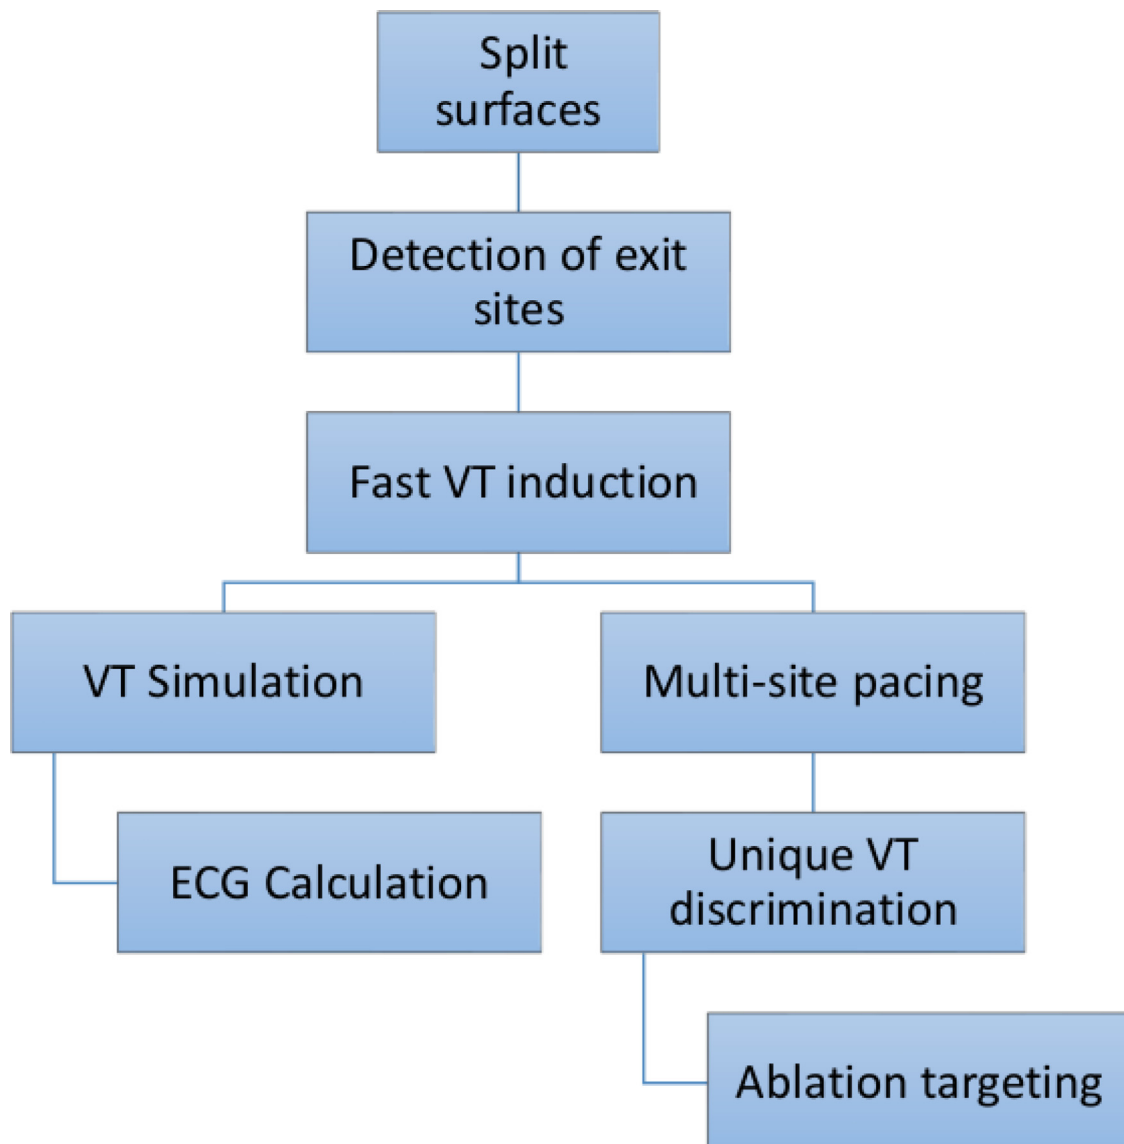 Split
surfaces
Detection of exit
sites
Fast VT induction
VT Simulation
Multi-site pacing
ECG Calculation
Unique VT
discrimination
Ablation targeting